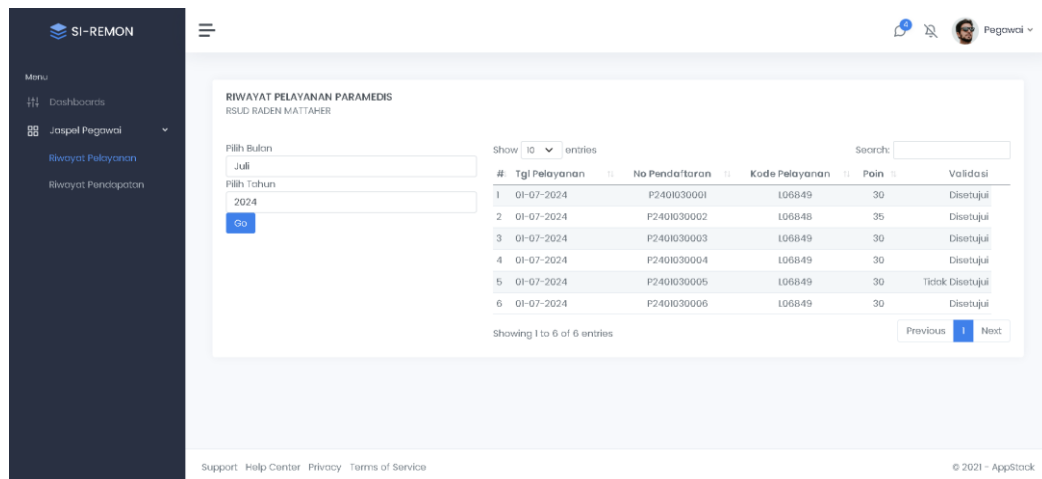 SI-REMON
4
Pegawai
Menu
Dashboards
Jaspel Pegawai
Riwayat Pelayanan
Riwayat Pendapatan
RIWAYAT PELAYANAN PARAMEDIS
RSUD RADEN MATTAHER
Pilih Bulan
Juli
Pilih Tahun
2024
Go
Show 10 entries
Search:
# Tgl Pelayanan No Pendaftaran Kode Pelayanan Poin Validasi
1 01-07-2024 P2401030001 L06849 30 Disetujui
2 01-07-2024 P2401030002 L06848 35 Disetujui
3 01-07-2024 P2401030003 L06849 30 Disetujui
4 01-07-2024 P2401030004 L06849 30 Disetujui
5 01-07-2024 P2401030005 L06849 30 Tidak Disetujui
6 01-07-2024 P2401030006 L06849 30 Disetujui
Showing 1 to 6 of 6 entries
Previous 1 Next
Support Help Center Privacy Terms of Service
© 2021 - AppStack